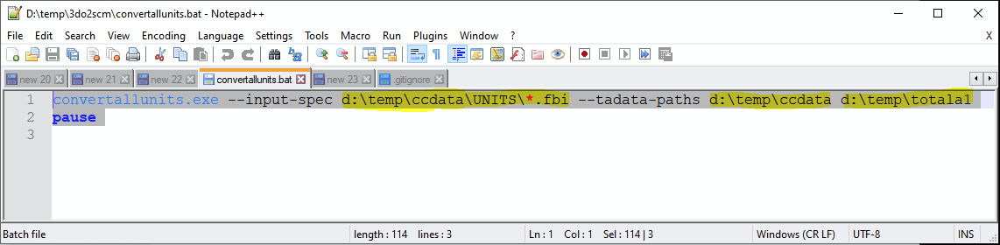 D:\temp\3do2scm\convertallunits.bat - Notepad++
File Edit Search View Encoding Language Settings Tools Macro Run Plugins Window ? X
new 20 new 21 new 22 convertallunits.bat new 23 .gitignore
1 convertallunits.exe --input-spec d:\temp\ccdata\UNITS\*.fbi --tadata-paths d:\temp\ccdata d:\temp\totala1
2 pause
3
Batch file length : 114 lines : 3 Ln : 1 Col : 1 Sel : 114 | 3 Windows (CR LF) UTF-8 INS